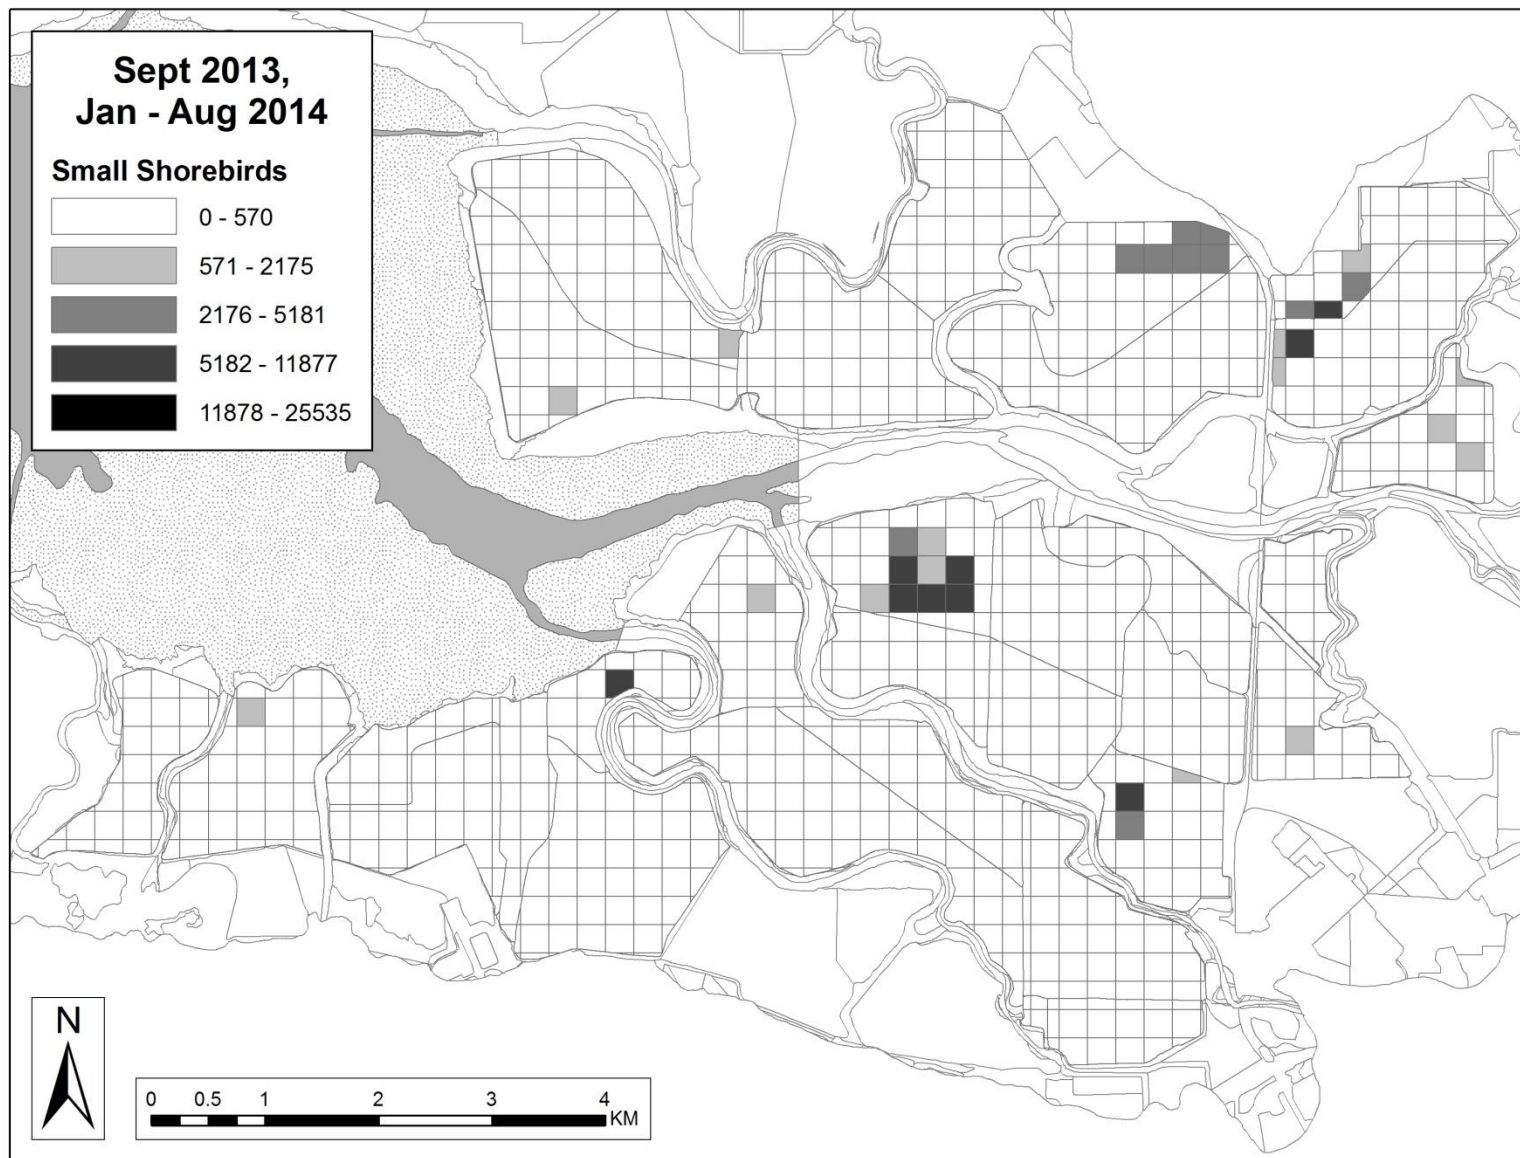 Sept 2013,
Jan - Aug 2014
Small Shorebirds
0 - 570
571 - 2175
2176 - 5181
5182 - 11877
11878 - 25535
N
0 0.5 1 2 3 4
KM